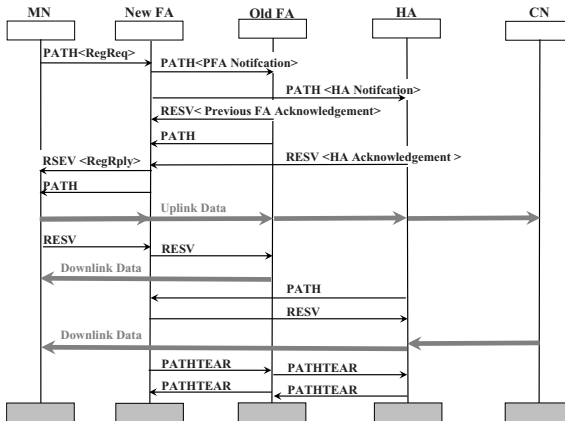 MN New FA Old FA HA CN
PATH<RegReq>
PATH<PFA Notifcation>
PATH <HA Notifcation>
RESV< Previous FA Acknowledgement>
PATH
RESV <HA Acknowledgement >
RSEV <RegRply>
PATH
Uplink Data
RESV
RESV
Downlink Data
PATH
RESV
Downlink Data
PATHTEAR
PATHTEAR
PATHTEAR
PATHTEAR